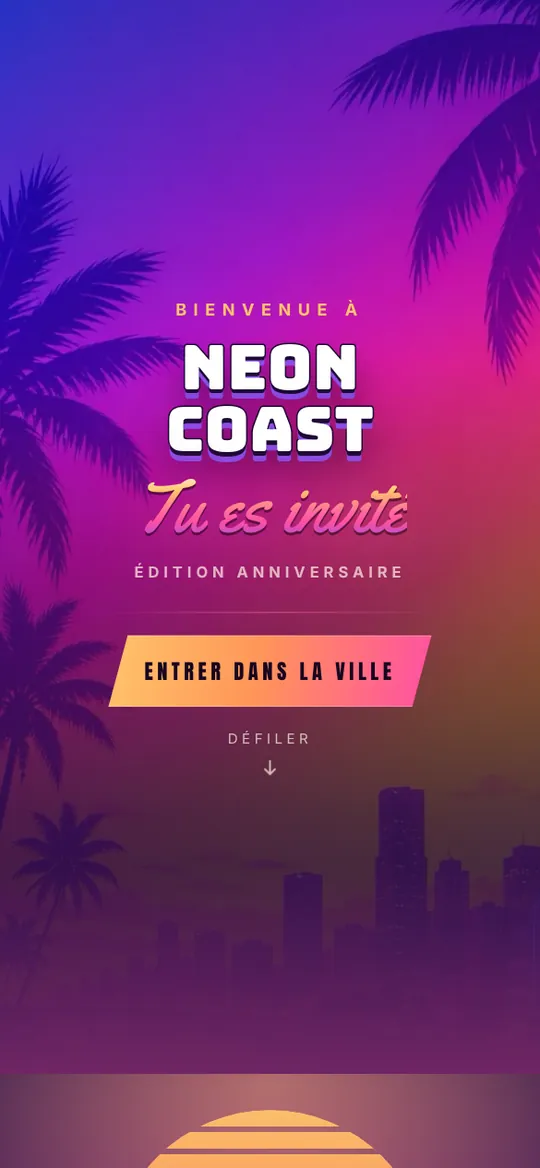 BIENVENUE À
NEON
COAST
Tu es invité
ÉDITION ANNIVERSAIRE
ENTRER DANS LA VILLE
DÉFILER